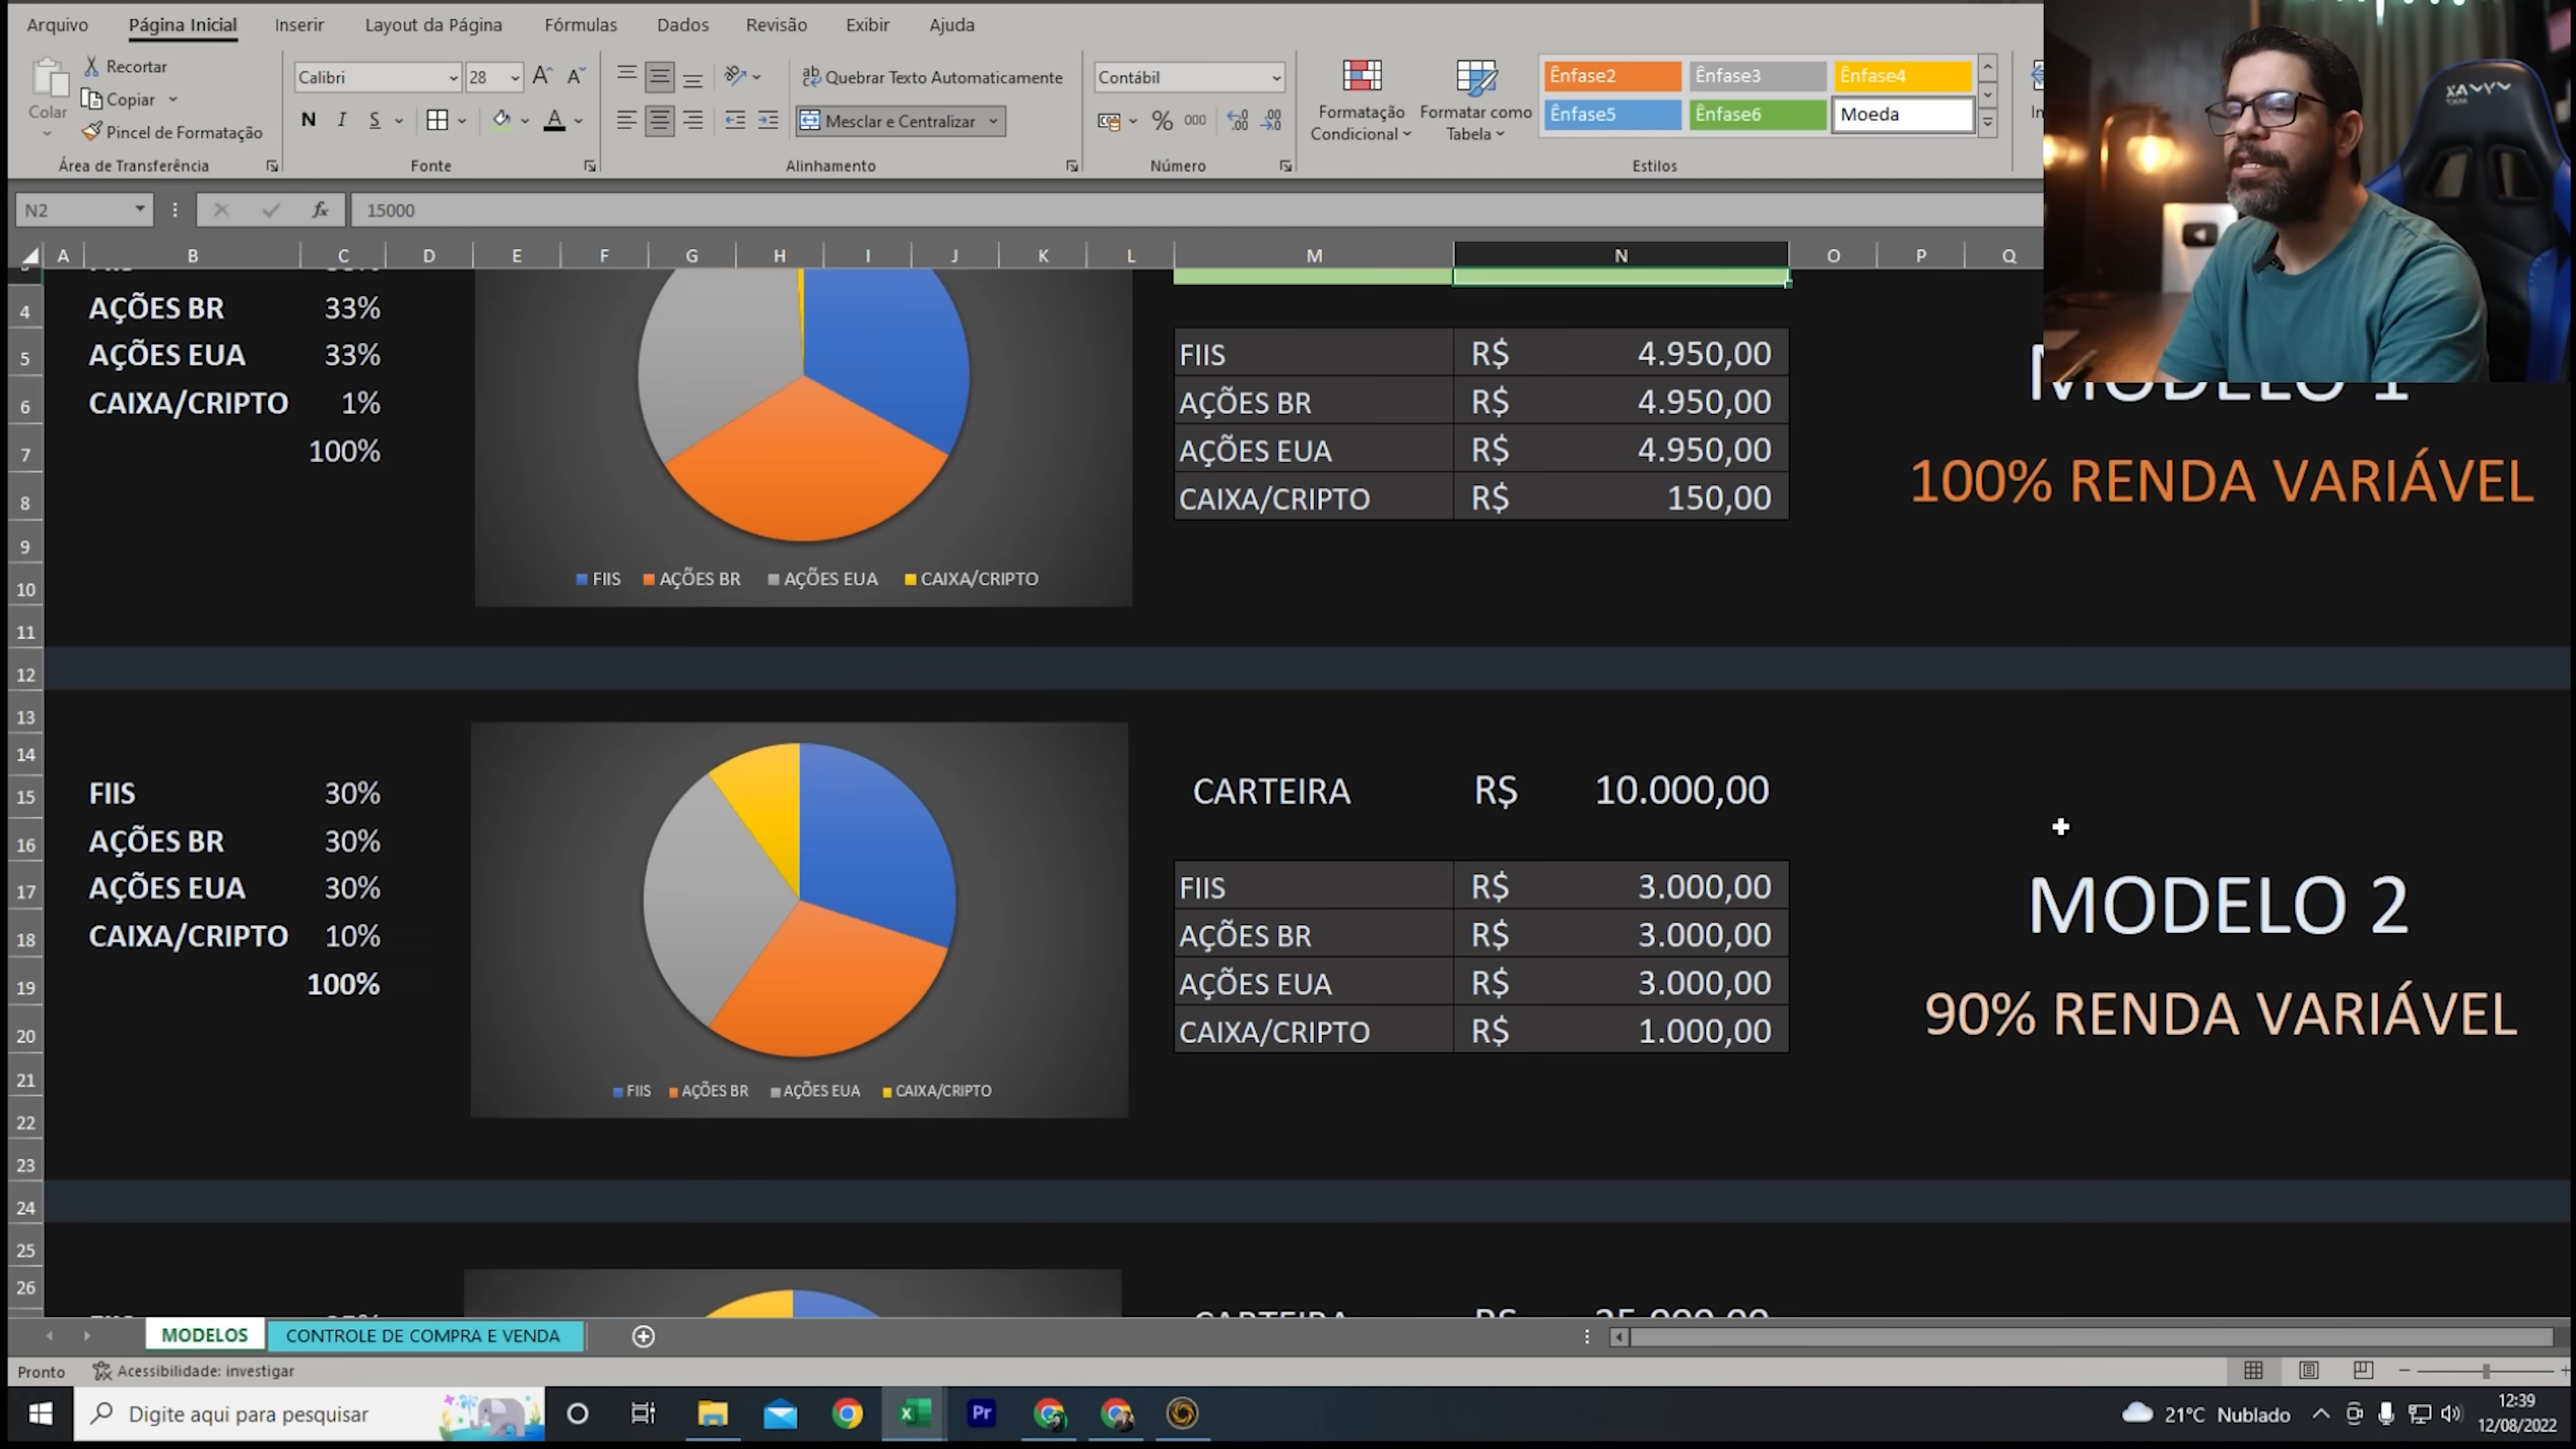 Arquivo Página Inicial Inserir Layout da Página Fórmulas Dados Revisão Exibir Ajuda
Colar
Recortar
Copiar
Pincel de Formatação
Área de Transferência
Calibri 28
N I S
Fonte
Quebrar Texto Automaticamente
Mesclar e Centralizar
Alinhamento
Contábil
% 000
Número
Formatação Condicional
Formatar como Tabela
Ênfase2 Ênfase3 Ênfase4
Ênfase5 Ênfase6 Moeda
Estilos
N2 fx 15000
A B C D E F G H I J K L M N O P Q
4 AÇÕES BR 33%
5 AÇÕES EUA 33%
6 CAIXA/CRIPTO 1%
7 100%
8
9
10
11
12
13
14
15
16
17
18
19
20
21
22
23
24
25
26
FIIS AÇÕES BR AÇÕES EUA CAIXA/CRIPTO
FIIS R$ 4.950,00
AÇÕES BR R$ 4.950,00
AÇÕES EUA R$ 4.950,00
CAIXA/CRIPTO R$ 150,00
MODELO 1
100% RENDA VARIÁVEL
FIIS 30%
AÇÕES BR 30%
AÇÕES EUA 30%
CAIXA/CRIPTO 10%
100%
FIIS AÇÕES BR AÇÕES EUA CAIXA/CRIPTO
CARTEIRA R$ 10.000,00
FIIS R$ 3.000,00
AÇÕES BR R$ 3.000,00
AÇÕES EUA R$ 3.000,00
CAIXA/CRIPTO R$ 1.000,00
MODELO 2
90% RENDA VARIÁVEL
MODELOS CONTROLE DE COMPRA E VENDA
Pronto Acessibilidade: investigar
Digite aqui para pesquisar
Pr
21°C Nublado
12:39
12/08/2022